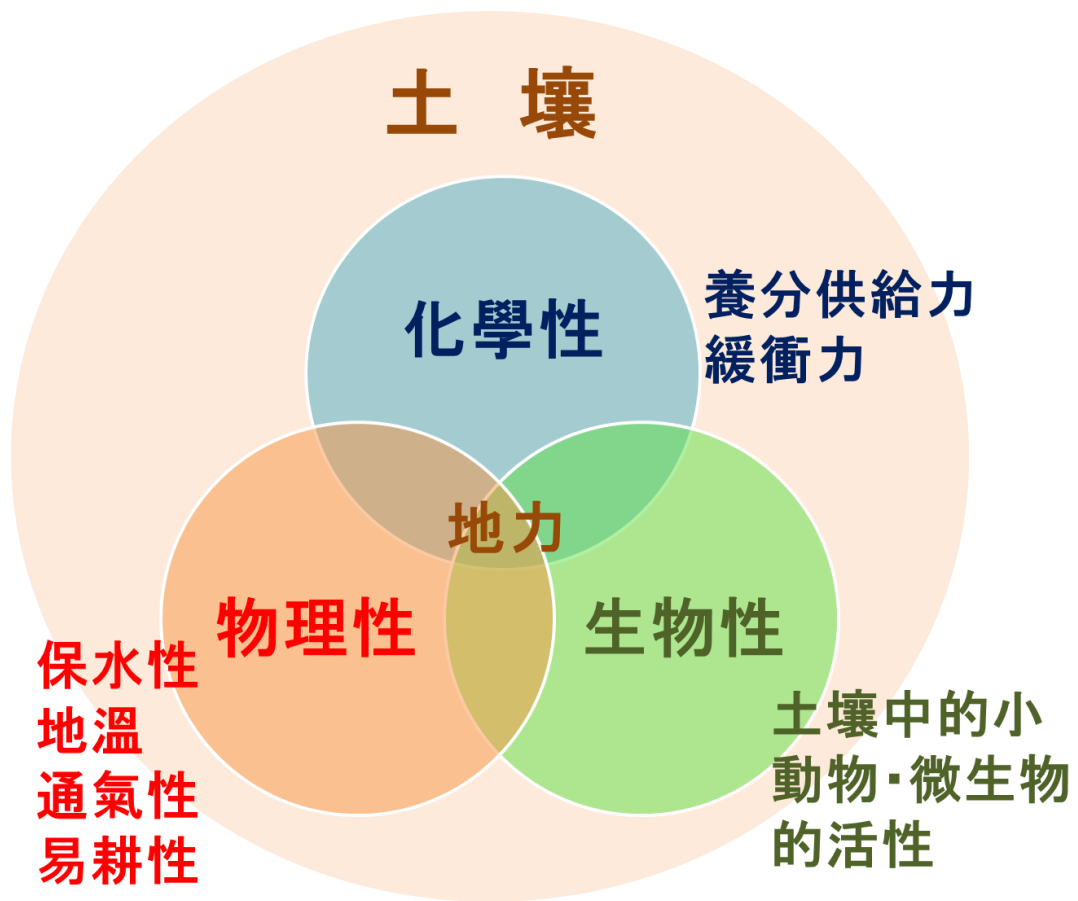 土 壤
化學性
養分供給力
緩衝力
地力
物理性
生物性
保水性
地溫
通氣性
易耕性
土壤中的小
動物･微生物
的活性